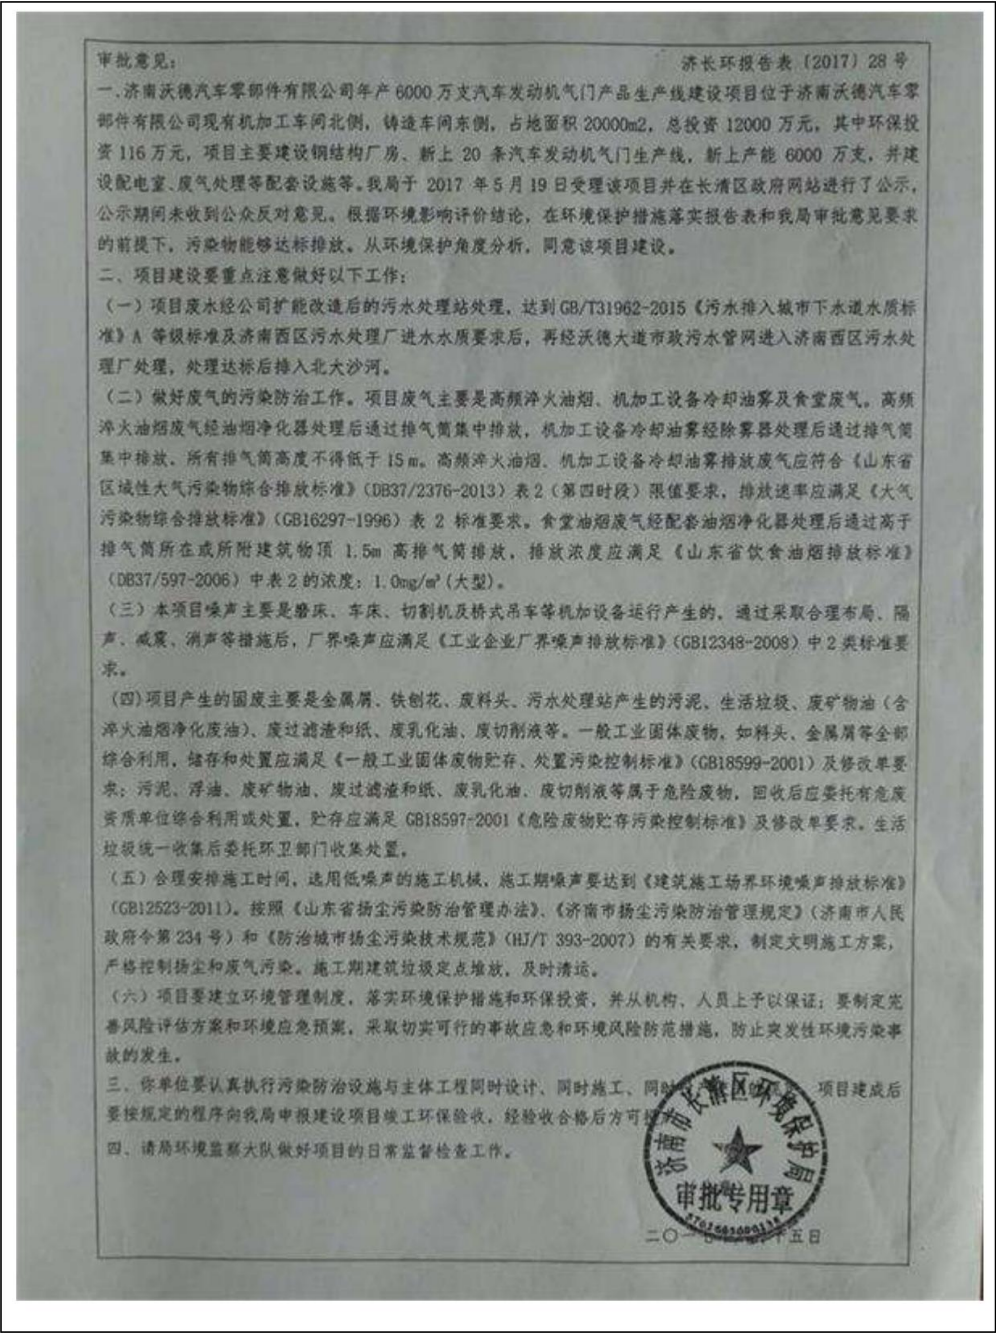 审批意见： 济长环报告表〔2017〕28 号
一、济南沃德汽车零部件有限公司年产 6000 万支汽车发动机气门产品生产线建设项目位于济南沃德汽车零
部件有限公司现有机加工车间北侧，铸造车间东侧，占地面积 20000m2，总投资 12000 万元，其中环保投
资 116 万元，项目主要建设钢结构厂房、新上 20 条汽车发动机气门生产线，新上产能 6000 万支，并建
设配电室、废气处理等配套设施等。我局于 2017 年 5 月 19 日受理该项目并在长清区政府网站进行了公示，
公示期间未收到公众反对意见。根据环境影响评价结论，在环境保护措施落实报告表和我局审批意见要求
的前提下，污染物能够达标排放。从环境保护角度分析，同意该项目建设。
二、项目建设要重点注意做好以下工作：
（一）项目废水经公司扩能改造后的污水处理站处理，达到 GB/T31962-2015《污水排入城市下水道水质标
准》A 等级标准及济南西区污水处理厂进水水质要求后，再经沃德大道市政污水管网进入济南西区污水处
理厂处理，处理达标后排入北大沙河。
（二）做好废气的污染防治工作。项目废气主要是高频淬火油烟、机加工设备冷却油雾及食堂废气。高频
淬火油烟废气经油烟净化器处理后通过排气筒集中排放，机加工设备冷却油雾经除雾器处理后通过排气筒
集中排放，所有排气筒高度不得低于 15 m。高频淬火油烟、机加工设备冷却油雾排放废气应符合《山东省
区域性大气污染物综合排放标准》（DB37/2376-2013）表 2（第四时段）限值要求，排放速率应满足《大气
污染物综合排放标准》（GB16297-1996）表 2 标准要求。食堂油烟废气经配套油烟净化器处理后通过高于
排气筒所在或所附建筑物顶 1.5m 高排气筒排放，排放浓度应满足《山东省饮食油烟排放标准》
（DB37/597-2006）中表 2 的浓度：1.0mg/m³（大型）。
（三）本项目噪声主要是磨床、车床、切割机及桥式吊车等机加设备运行产生的，通过采取合理布局、隔
声、减震、消声等措施后，厂界噪声应满足《工业企业厂界噪声排放标准》（GB12348-2008）中 2 类标准要
求。
（四）项目产生的固废主要是金属屑、铁刨花、废料头、污水处理站产生的污泥、生活垃圾、废矿物油（含
淬火油烟净化废油）、废过滤渣和纸、废乳化油、废切削液等。一般工业固体废物，如料头、金属屑等全部
综合利用，储存和处置应满足《一般工业固体废物贮存、处置污染控制标准》（GB18599-2001）及修改单要
求；污泥、浮油、废矿物油、废过滤渣和纸、废乳化油、废切削液等属于危险废物，回收后应委托有危废
资质单位综合利用或处置，贮存应满足 GB18597-2001《危险废物贮存污染控制标准》及修改单要求。生活
垃圾统一收集后委托环卫部门收集处置。
（五）合理安排施工时间，选用低噪声的施工机械，施工期噪声要达到《建筑施工场界环境噪声排放标准》
（GB12523-2011）。按照《山东省扬尘污染防治管理办法》、《济南市扬尘污染防治管理规定》（济南市人民
政府令第 234 号）和《防治城市扬尘污染技术规范》（HJ/T 393-2007）的有关要求，制定文明施工方案，
严格控制扬尘和废气污染。施工期建筑垃圾定点堆放，及时清运。
（六）项目要建立环境管理制度，落实环境保护措施和环保投资，并从机构、人员上予以保证；要制定完
善风险评估方案和环境应急预案，采取切实可行的事故应急和环境风险防范措施，防止突发性环境污染事
故的发生。
三、你单位要认真执行污染防治设施与主体工程同时设计、同时施工、同时 项目建成后
要按规定的程序向我局申报建设项目竣工环保验收，经验收合格后方可
四、请局环境监察大队做好项目的日常监督检查工作。
济南市长清区环境保护局
审批专用章
二〇一七 十五日